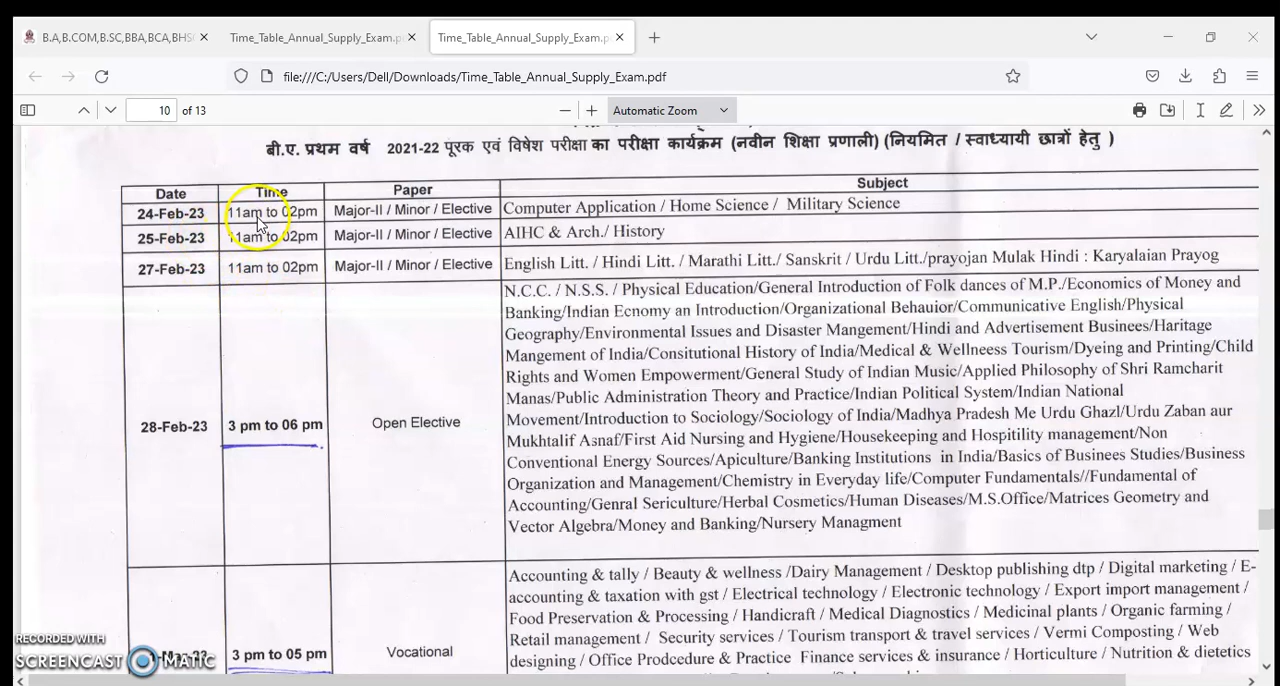 B.A,B.COM,B.SC,BBA,BCA,BHS
Time_Table_Annual_Supply_Exam.pd
Time_Table_Annual_Supply_Exam.pd
file:///C:/Users/Dell/Downloads/Time_Table_Annual_Supply_Exam.pdf
10 of 13
Automatic Zoom
बी.ए. प्रथम वर्ष 2021-22 पूरक एवं विषेश परीक्षा का परीक्षा कार्यक्रम (नवीन शिक्षा प्रणाली) (नियमित / स्वाध्यायी छात्रों हेतु )
Date Time Paper Subject
24-Feb-23 11am to 02pm Major-II / Minor / Elective Computer Application / Home Science / Military Science
25-Feb-23 11am to 02pm Major-II / Minor / Elective AIHC & Arch./ History
27-Feb-23 11am to 02pm Major-II / Minor / Elective English Litt. / Hindi Litt. / Marathi Litt./ Sanskrit / Urdu Litt./prayojan Mulak Hindi : Karyalaian Prayog
N.C.C. / N.S.S. / Physical Education/General Introduction of Folk dances of M.P./Economics of Money and
Banking/Indian Ecnomy an Introduction/Organizational Behauior/Communicative English/Physical
Geography/Environmental Issues and Disaster Mangement/Hindi and Advertisement Businees/Haritage
Mangement of India/Consitutional History of India/Medical & Wellneess Tourism/Dyeing and Printing/Child
Rights and Women Empowerment/General Study of Indian Music/Applied Philosophy of Shri Ramcharit
Manas/Public Administration Theory and Practice/Indian Political System/Indian National
28-Feb-23 3 pm to 06 pm Open Elective Movement/Introduction to Sociology/Sociology of India/Madhya Pradesh Me Urdu Ghazl/Urdu Zaban aur
Mukhtalif Asnaf/First Aid Nursing and Hygiene/Housekeeping and Hospitility management/Non
Conventional Energy Sources/Apiculture/Banking Institutions in India/Basics of Businees Studies/Business
Organization and Management/Chemistry in Everyday life/Computer Fundamentals//Fundamental of
Accounting/Genral Sericulture/Herbal Cosmetics/Human Diseases/M.S.Office/Matrices Geometry and
Vector Algebra/Money and Banking/Nursery Managment
Accounting & tally / Beauty & wellness /Dairy Management / Desktop publishing dtp / Digital marketing / E-
accounting & taxation with gst / Electrical technology / Electronic technology / Export import management /
Food Preservation & Processing / Handicraft / Medical Diagnostics / Medicinal plants / Organic farming /
Retail management / Security services / Tourism transport & travel services / Vermi Composting / Web
3 pm to 05 pm Vocational designing / Office Prodcedure & Practice Finance services & insurance / Horticulture / Nutrition & dietetics
RECORDED WITH
SCREENCAST MATIC